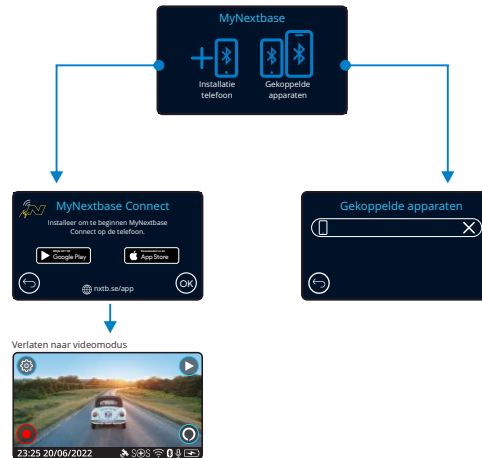 MyNextbase
Installatie
telefoon
Gekoppelde
apparaten
MyNextbase Connect
Installeer om te beginnen MyNextbase
Connect op de telefoon.
Google Play
App Store
nxtb.se/app
OK
Gekoppelde apparaten
Verlaten naar videomodus
23:25 20/06/2022
SOS